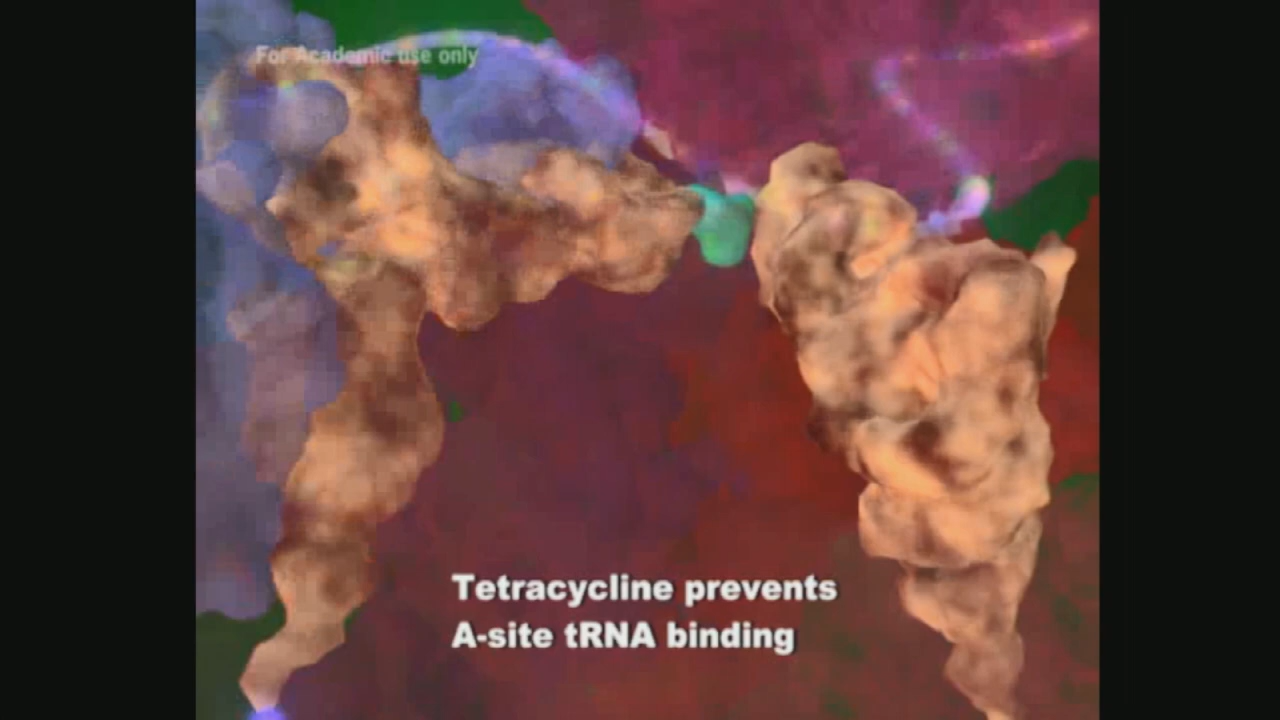 For Academic use only
Tetracycline prevents
A-site tRNA binding